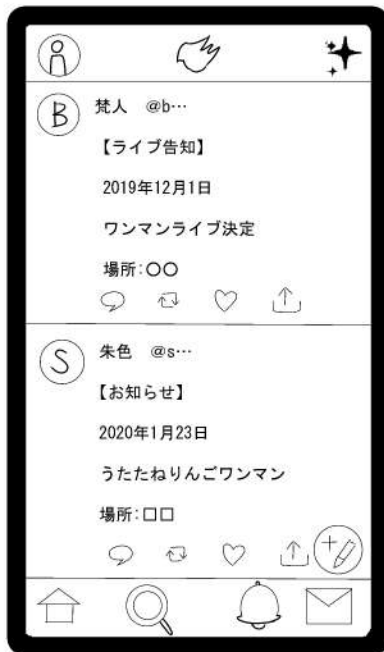 B
梵人 @b…
【ライブ告知】
2019年12月1日
ワンマンライブ決定
場所:〇〇
S
朱色 @s…
【お知らせ】
2020年1月23日
うたたねりんごワンマン
場所:□□